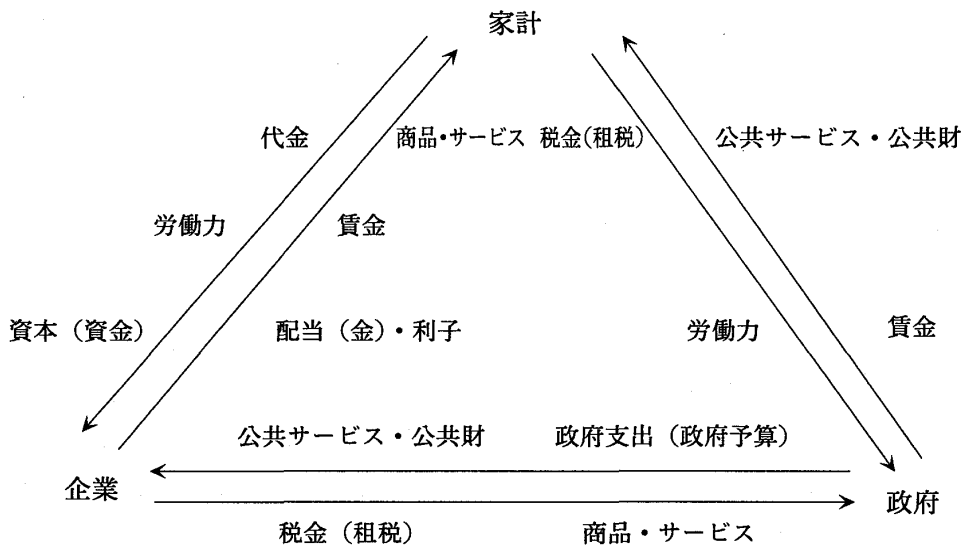 家計
代金 商品・サービス 税金(租税) 公共サービス・公共財
労働力 賃金
資本（資金） 配当（金）・利子 労働力 賃金
公共サービス・公共財 政府支出（政府予算）
企業 政府
税金（租税） 商品・サービス